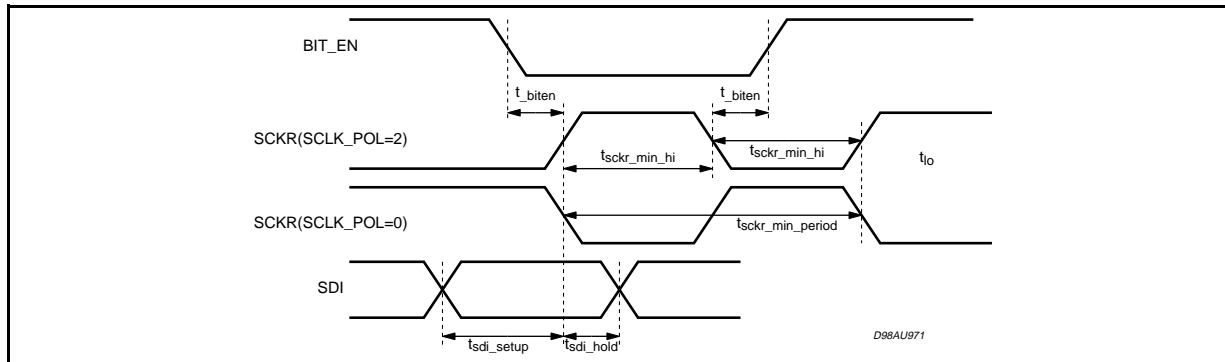 BIT_EN
t_biten t_biten
SCKR(SCLK_POL=2)
tsckr_min_hi tsckr_min_hi tlo
SCKR(SCLK_POL=0)
tsckr_min_period
SDI
tsdi_setup tsdi_hold
D98AU971